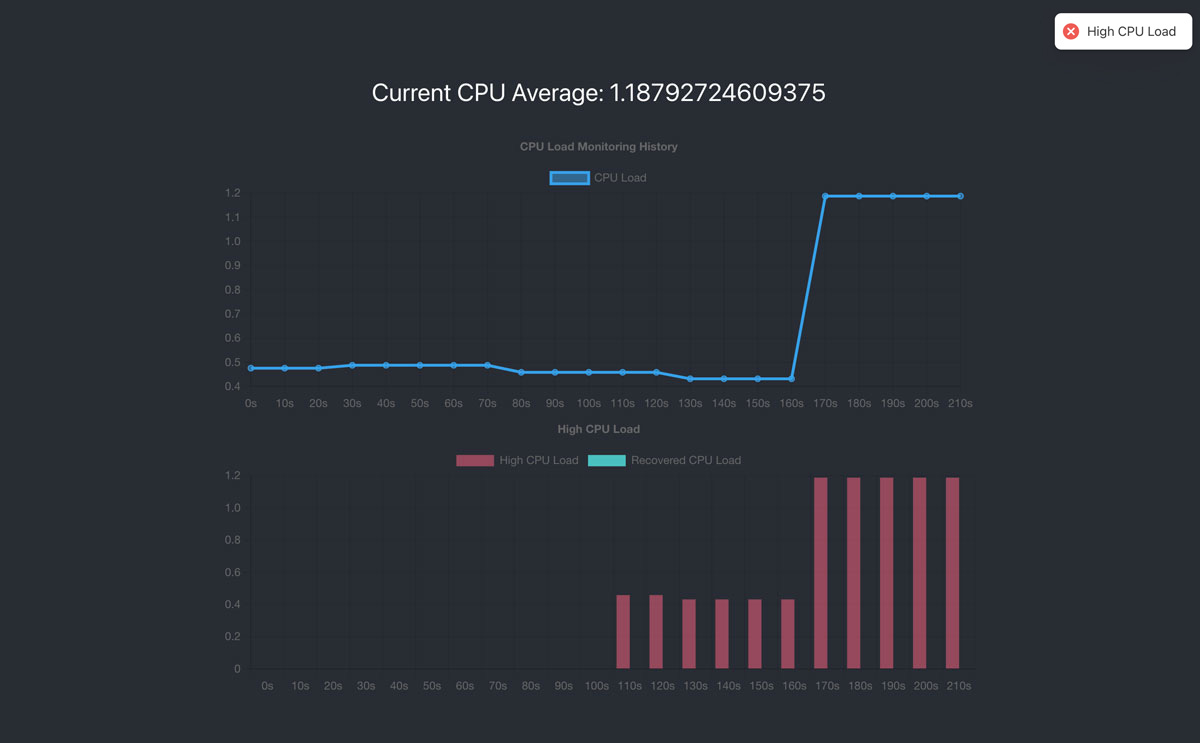 High CPU Load
Current CPU Average: 1.18792724609375
CPU Load Monitoring History
CPU Load
1.2
1.1
1.0
0.9
0.8
0.7
0.6
0.5
0.4
0s 10s 20s 30s 40s 50s 60s 70s 80s 90s 100s 110s 120s 130s 140s 150s 160s 170s 180s 190s 200s 210s
High CPU Load
High CPU Load Recovered CPU Load
1.2
1.0
0.8
0.6
0.4
0.2
0
0s 10s 20s 30s 40s 50s 60s 70s 80s 90s 100s 110s 120s 130s 140s 150s 160s 170s 180s 190s 200s 210s